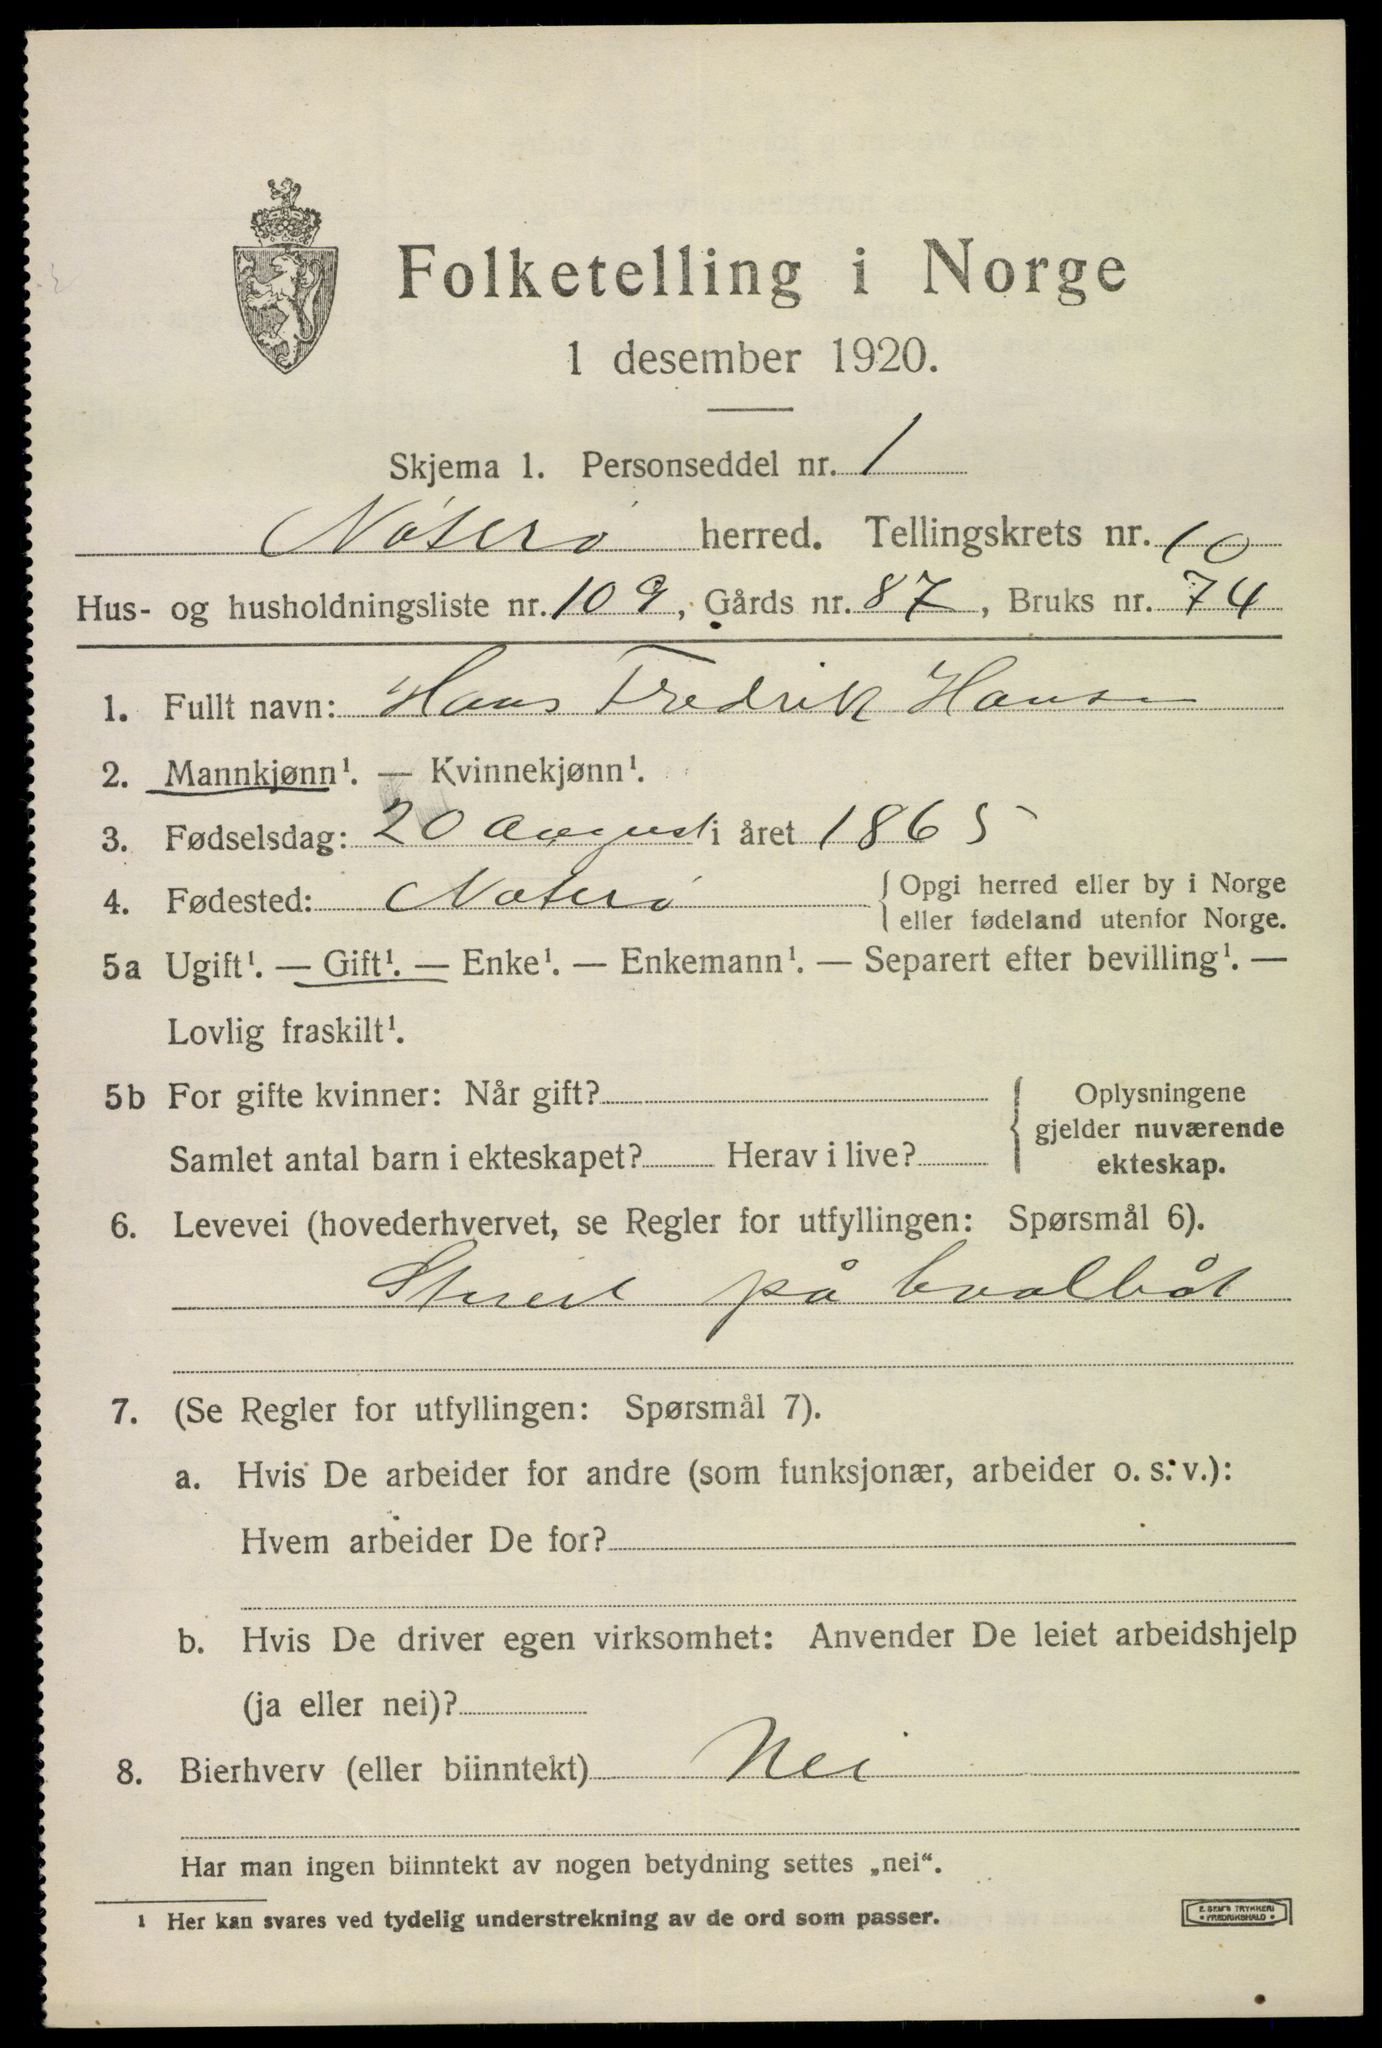 Folketelling i Norge
1 desember 1920.
Skjema 1. Personseddel nr. 1
Nøterø herred. Tellingskrets nr. 10
Hus- og husholdningsliste nr. 109, Gårds nr. 87, Bruks nr. 74
1. Fullt navn: Hans Fredrik Hansen
2. Mannkjønn¹. — Kvinnekjønn¹.
3. Fødselsdag: 20 August i året 1865
4. Fødested: Nøterø { Opgi herred eller by i Norge
eller fødeland utenfor Norge.
5a Ugift¹. — Gift¹. — Enke¹. — Enkemann¹. — Separert efter bevilling¹. —
Lovlig fraskilt¹.
5b For gifte kvinner: Når gift? { Oplysningene
gjelder nuværende
Samlet antal barn i ekteskapet? Herav i live? ekteskap.
6. Levevei (hovederhvervet, se Regler for utfyllingen: Spørsmål 6).
på hvalbåt
7. (Se Regler for utfyllingen: Spørsmål 7).
a. Hvis De arbeider for andre (som funksjonær, arbeider o. s. v.):
Hvem arbeider De for?
b. Hvis De driver egen virksomhet: Anvender De leiet arbeidshjelp
(ja eller nei)?
8. Bierhverv (eller biinntekt) Nei
Har man ingen biinntekt av nogen betydning settes „nei“.
¹ Her kan svares ved tydelig understrekning av de ord som passer.
E. SEM'S TRYKKERI
• FREDRIKSHALD •